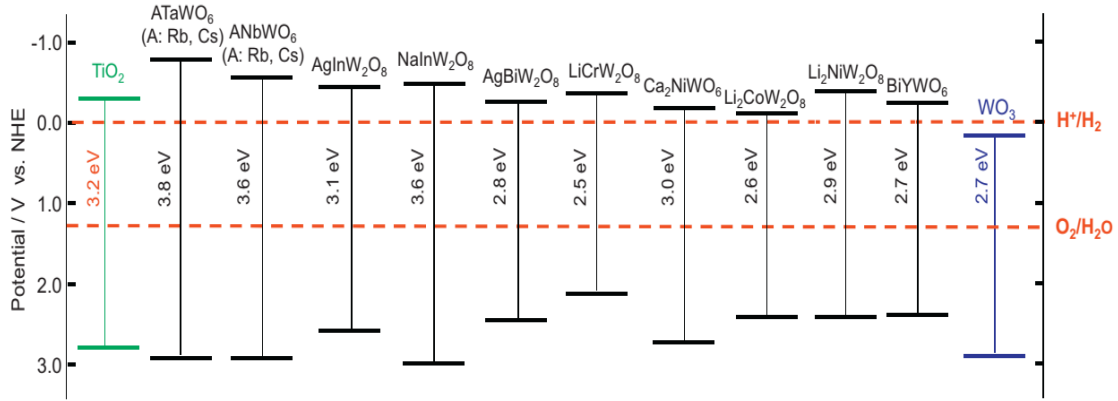 Potential / V vs. NHE
-1.0
0.0
1.0
2.0
3.0
TiO₂
3.2 eV
ATaWO₆
(A: Rb, Cs)
3.8 eV
ANbWO₆
(A: Rb, Cs)
3.6 eV
AgInW₂O₈
3.1 eV
NaInW₂O₈
3.6 eV
AgBiW₂O₈
2.8 eV
LiCrW₂O₈
2.5 eV
Ca₂NiWO₆
3.0 eV
Li₂CoW₂O₈
2.6 eV
Li₂NiW₂O₈
2.9 eV
BiYWO₆
2.7 eV
WO₃
2.7 eV
H⁺/H₂
O₂/H₂O